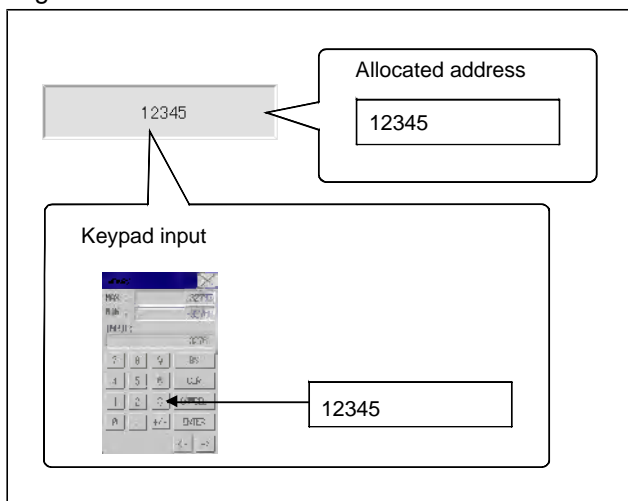 Allocated address
12345
12345
Keypad input
MAX :
MIN :
INPUT:
7 8 9 BS
4 5 6 CLR
1 2 3 CANCEL
0 . +/- ENTER
<- ->
12345